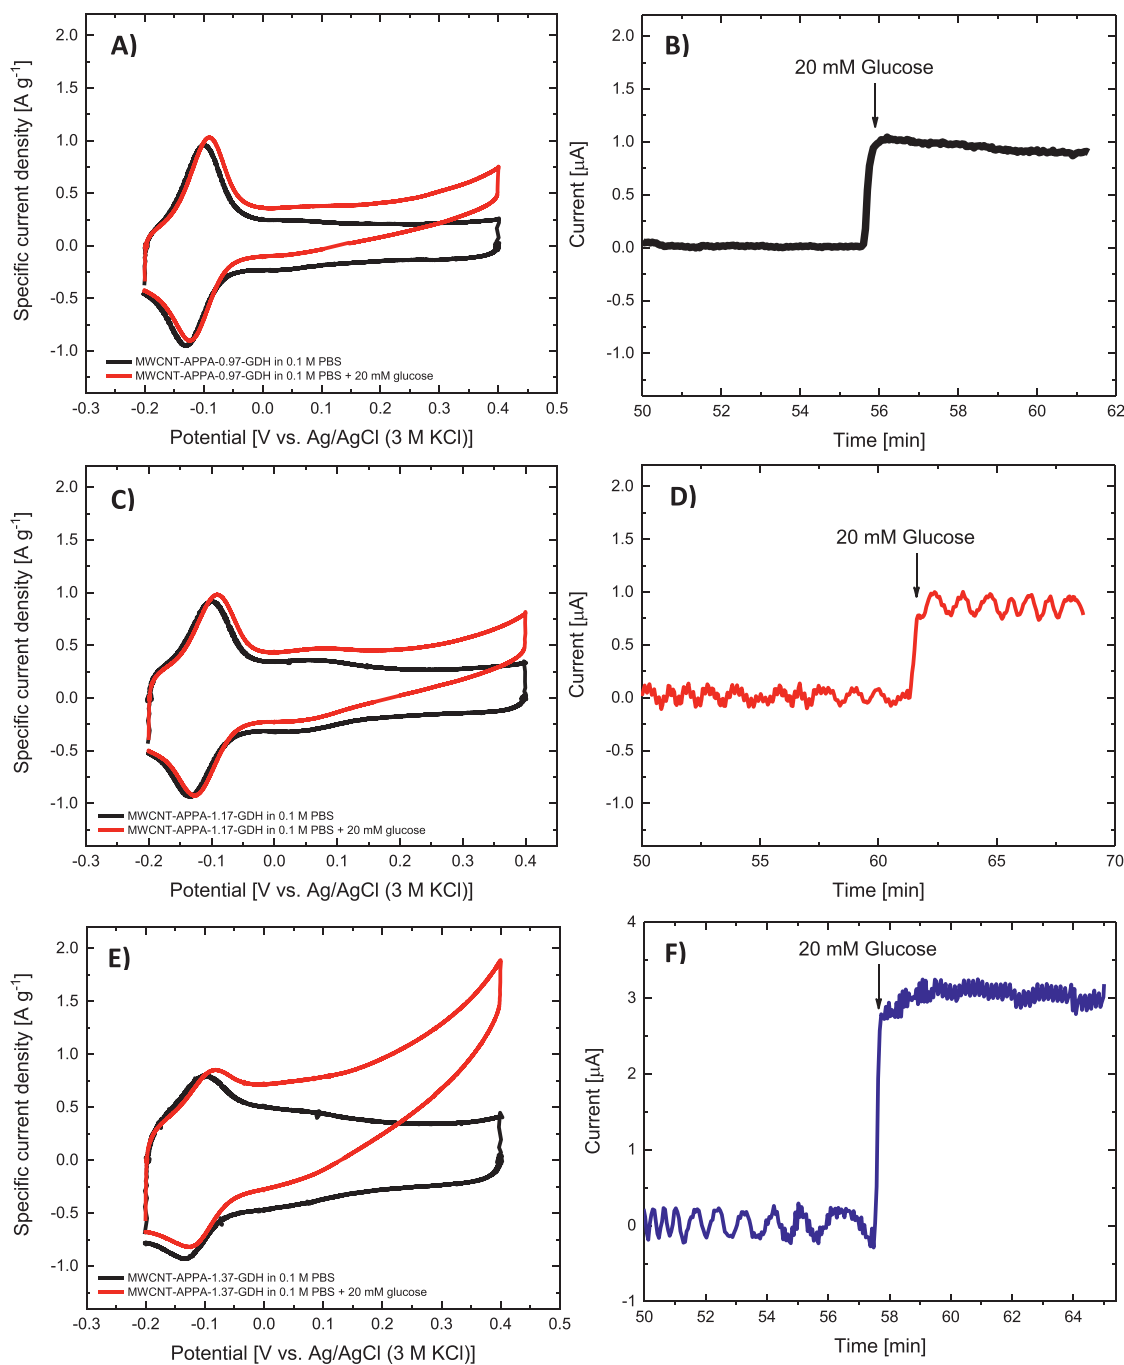 A)
2.0
1.5
1.0
0.5
0.0
-0.5
-1.0
Specific current density [A g-1]
MWCNT-APPA-0.97-GDH in 0.1 M PBS
MWCNT-APPA-0.97-GDH in 0.1 M PBS + 20 mM glucose
-0.3 -0.2 -0.1 0.0 0.1 0.2 0.3 0.4 0.5
Potential [V vs. Ag/AgCl (3 M KCl)]
B)
20 mM Glucose
2.0
1.5
1.0
0.5
0.0
-0.5
-1.0
Current [µA]
50 52 54 56 58 60 62
Time [min]
C)
2.0
1.5
1.0
0.5
0.0
-0.5
-1.0
Specific current density [A g-1]
MWCNT-APPA-1.17-GDH in 0.1 M PBS
MWCNT-APPA-1.17-GDH in 0.1 M PBS + 20 mM glucose
-0.3 -0.2 -0.1 0.0 0.1 0.2 0.3 0.4
Potential [V vs. Ag/AgCl (3 M KCl)]
D)
20 mM Glucose
2.0
1.5
1.0
0.5
0.0
-0.5
-1.0
Current [µA]
50 55 60 65 70
Time [min]
E)
2.0
1.5
1.0
0.5
0.0
-0.5
-1.0
Specific current density [A g-1]
MWCNT-APPA-1.37-GDH in 0.1 M PBS
MWCNT-APPA-1.37-GDH in 0.1 M PBS + 20 mM glucose
-0.3 -0.2 -0.1 0.0 0.1 0.2 0.3 0.4 0.5
Potential [V vs. Ag/AgCl (3 M KCl)]
F)
20 mM Glucose
4
3
2
1
0
-1
Current [µA]
50 52 54 56 58 60 62 64
Time [min]